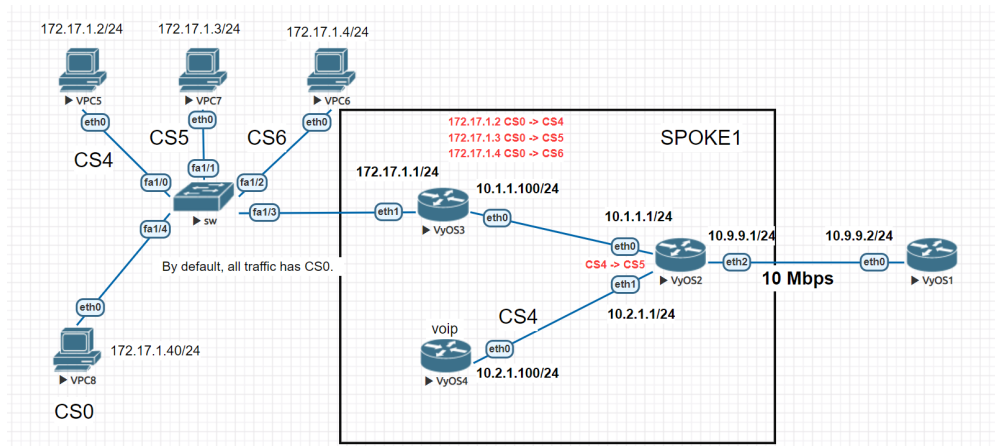 172.17.1.2/24
172.17.1.3/24
172.17.1.4/24
VPC5
VPC7
VPC6
eth0
eth0
eth0
CS4
CS5
CS6
fa1/0
fa1/1
fa1/2
fa1/3
fa1/4
sw
172.17.1.2 CS0 -> CS4
172.17.1.3 CS0 -> CS5
172.17.1.4 CS0 -> CS6
SPOKE1
172.17.1.1/24
eth1
VyOS3
10.1.1.100/24
eth0
10.1.1.1/24
eth0
CS4 -> CS5
eth1
VyOS2
10.9.9.1/24
eth2
10 Mbps
10.9.9.2/24
eth0
VyOS1
By default, all traffic has CS0.
10.2.1.1/24
CS4
voip
eth0
VyOS4
10.2.1.100/24
eth0
172.17.1.40/24
VPC8
CS0